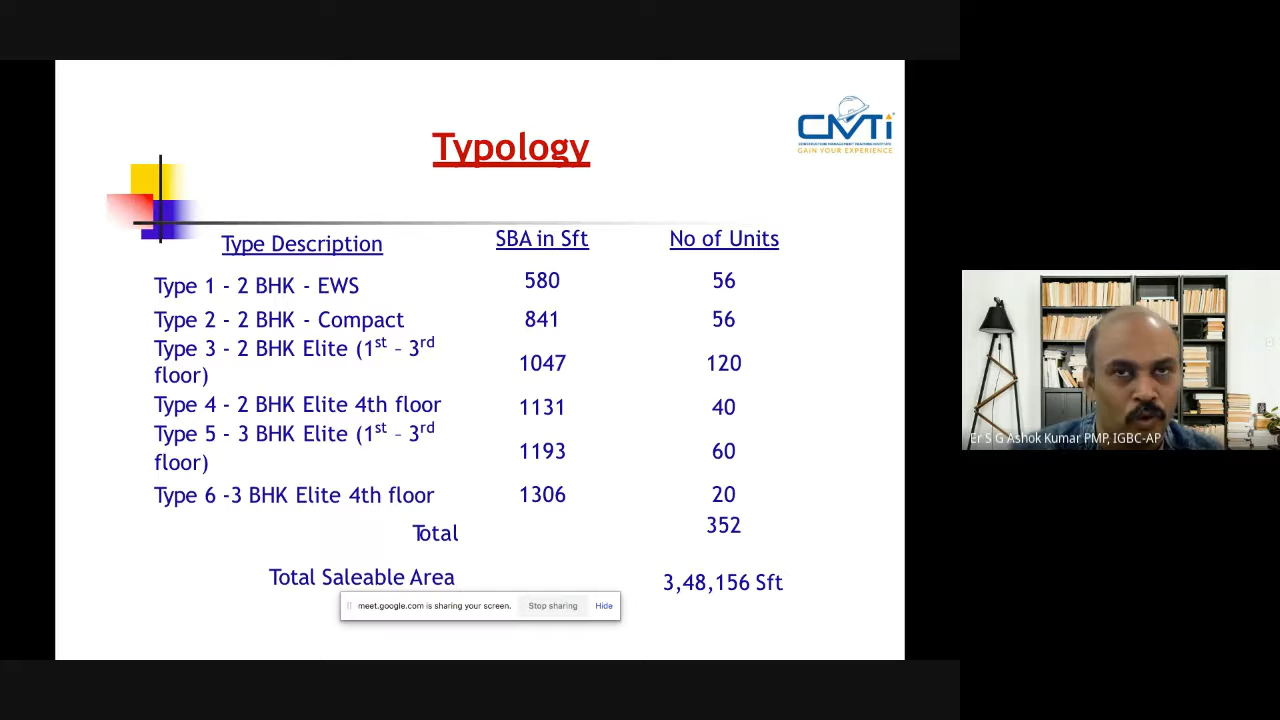 Typology
CMTi
CONSTRUCTION MANAGEMENT TRAINING INSTITUTE
GAIN YOUR EXPERIENCE
Type Description SBA in Sft No of Units
Type 1 - 2 BHK - EWS 580 56
Type 2 - 2 BHK - Compact 841 56
Type 3 - 2 BHK Elite (1st – 3rd
floor) 1047 120
Type 4 - 2 BHK Elite 4th floor 1131 40
Type 5 - 3 BHK Elite (1st – 3rd
floor) 1193 60
Type 6 -3 BHK Elite 4th floor 1306 20
Total 352
Total Saleable Area 3,48,156 Sft
meet.google.com is sharing your screen. Stop sharing Hide
Er S G Ashok Kumar PMP, IGBC-AP